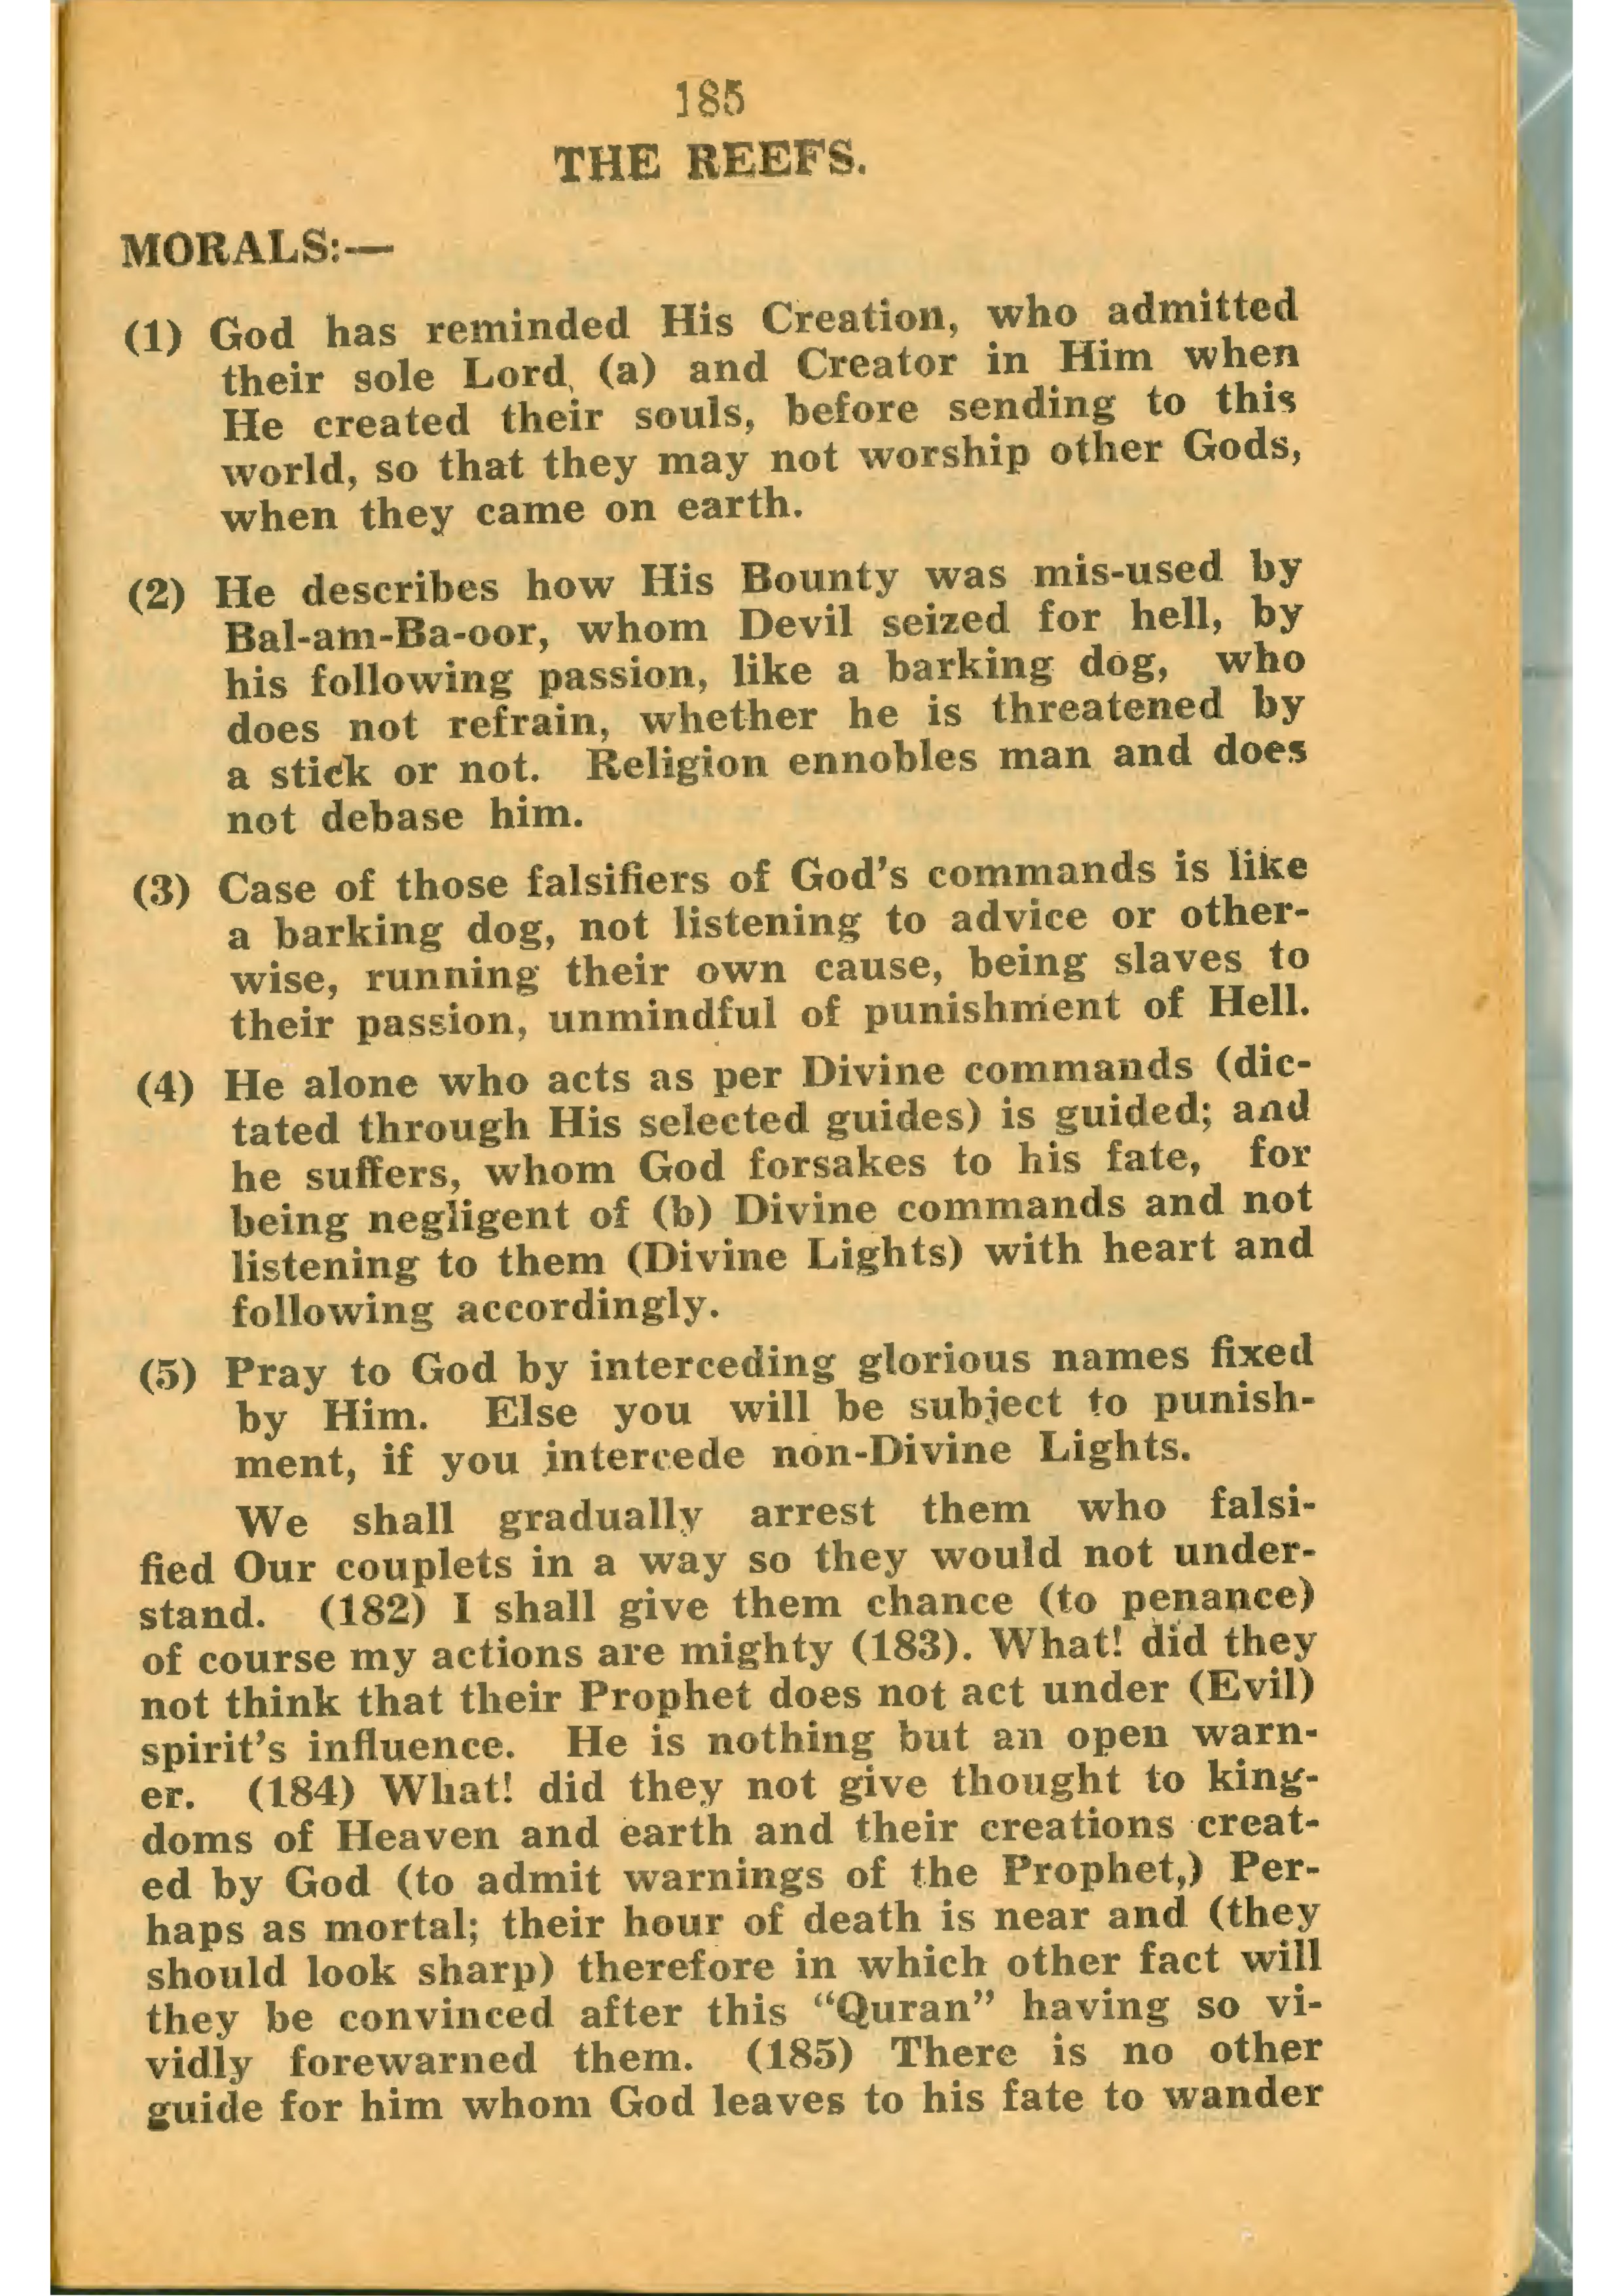 185
THE REEFS.
MORALS:—
(1) God has reminded His Creation, who admitted
their sole Lord, (a) and Creator in Him when
He created their souls, before sending to this
world, so that they may not worship other Gods,
when they came on earth.
(2) He describes how His Bounty was mis-used by
Bal-am-Ba-oor, whom Devil seized for hell, by
his following passion, like a barking dog, who
does not refrain, whether he is threatened by
a stick or not. Religion ennobles man and does
not debase him.
(3) Case of those falsifiers of God's commands is like
a barking dog, not listening to advice or other-
wise, running their own cause, being slaves to
their passion, unmindful of punishment of Hell.
(4) He alone who acts as per Divine commands (dic-
tated through His selected guides) is guided; and
he suffers, whom God forsakes to his fate, for
being negligent of (b) Divine commands and not
listening to them (Divine Lights) with heart and
following accordingly.
(5) Pray to God by interceding glorious names fixed
by Him. Else you will be subject to punish-
ment, if you intercede non-Divine Lights.
We shall gradually arrest them who falsi-
fied Our couplets in a way so they would not under-
stand. (182) I shall give them chance (to penance)
of course my actions are mighty (183). What! did they
not think that their Prophet does not act under (Evil)
spirit's influence. He is nothing but an open warn-
er. (184) What! did they not give thought to king-
doms of Heaven and earth and their creations creat-
ed by God (to admit warnings of the Prophet,) Per-
haps as mortal; their hour of death is near and (they
should look sharp) therefore in which other fact will
they be convinced after this “Quran” having so vi-
vidly forewarned them. (185) There is no other
guide for him whom God leaves to his fate to wander